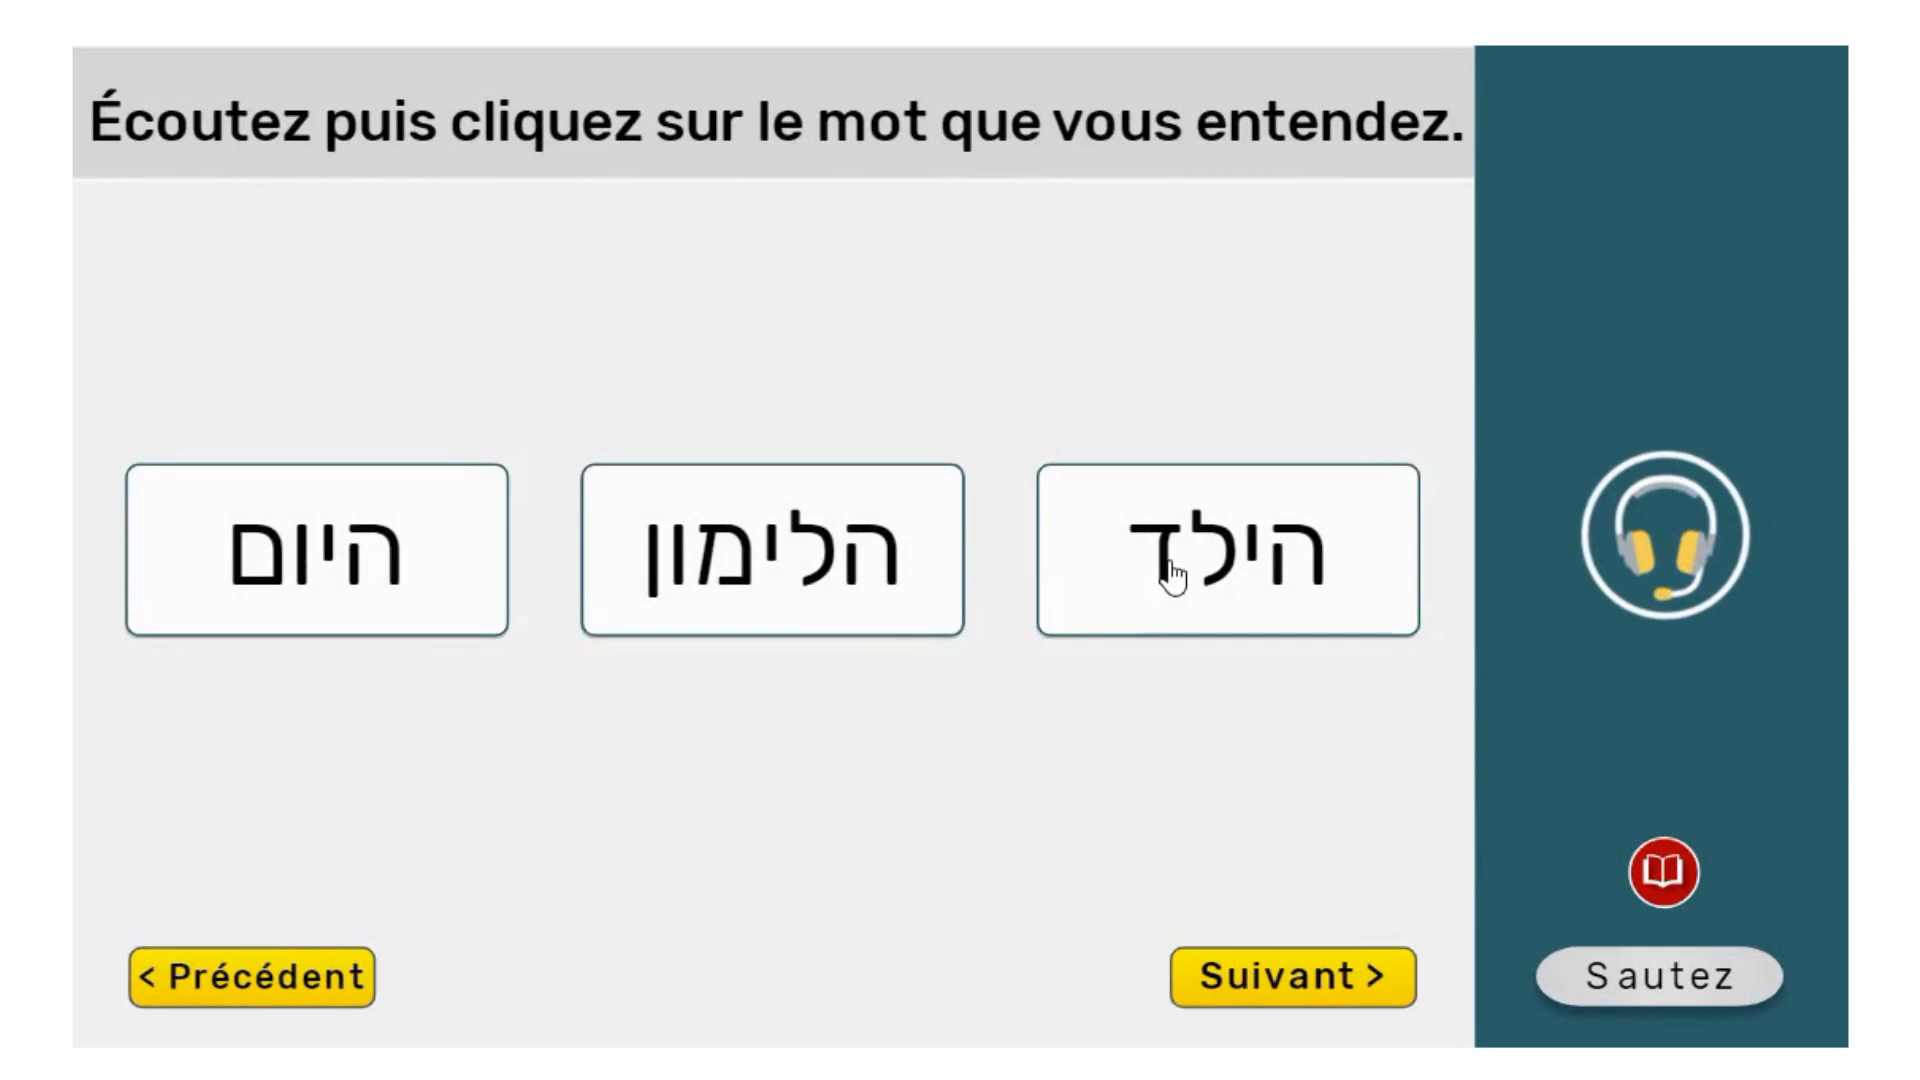 Écoutez puis cliquez sur le mot que vous entendez.
היום
הלימון
הילד
< Précédent
Suivant >
Sautez